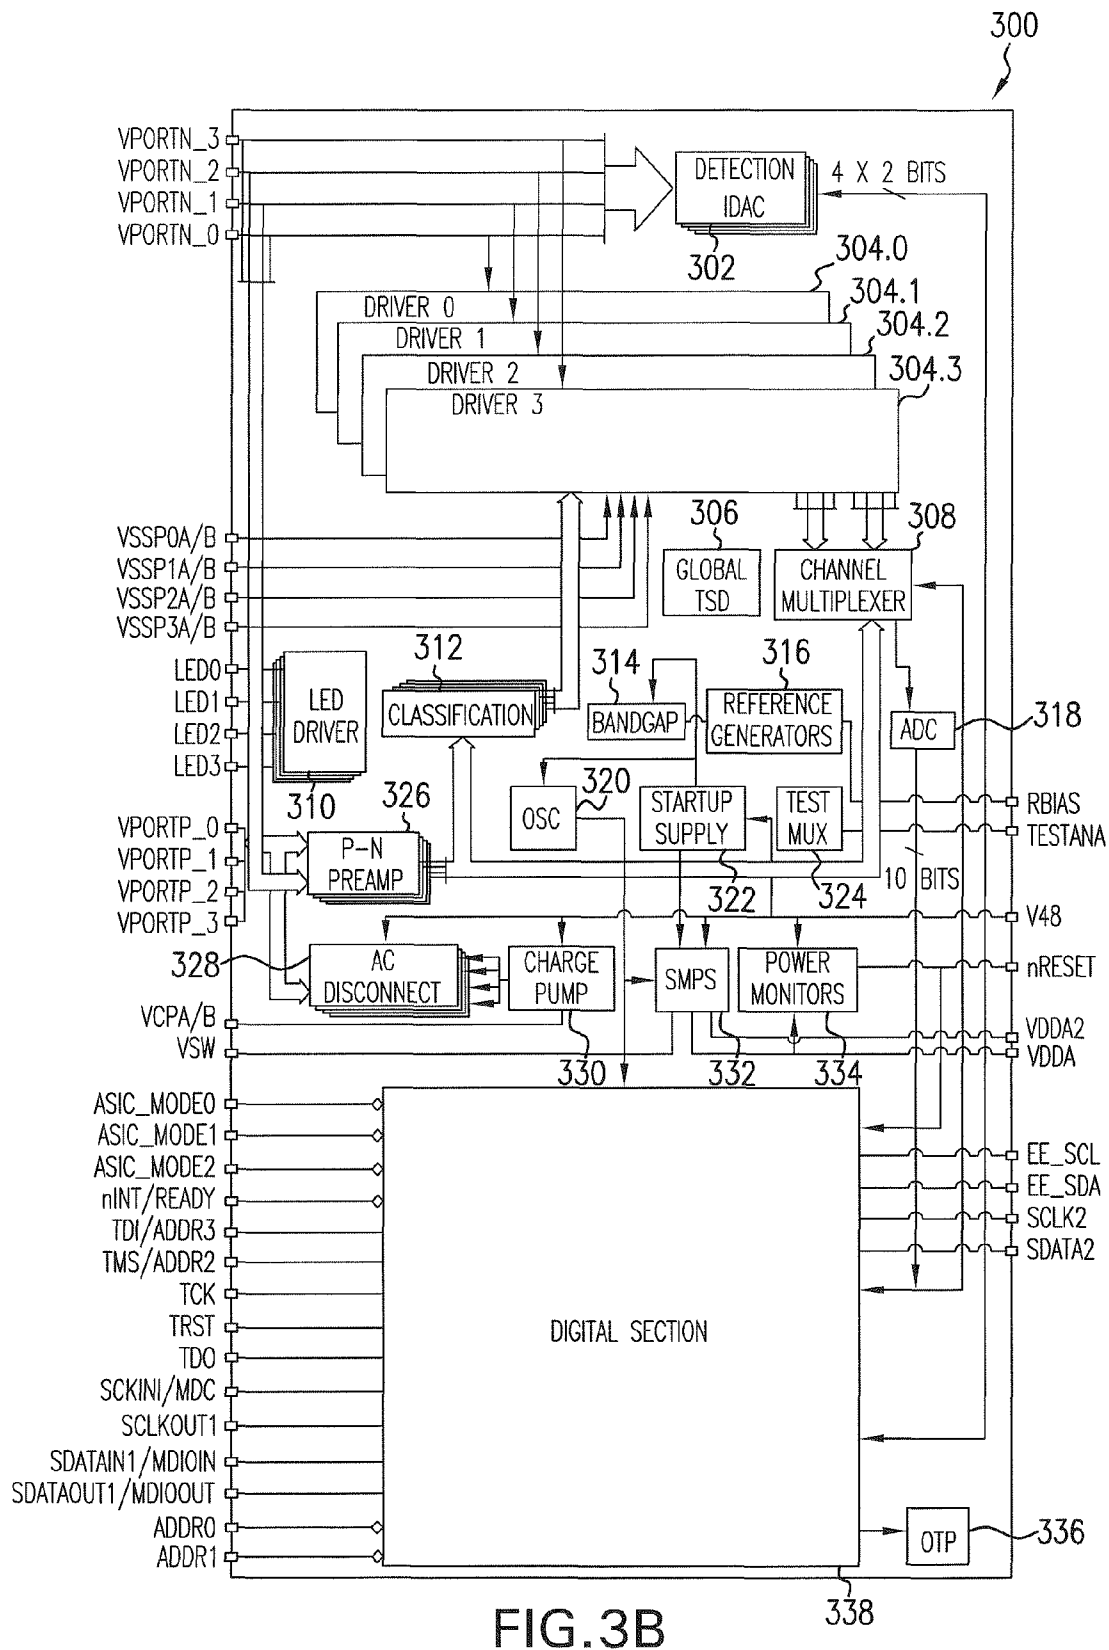 300
VPORTN_3
VPORTN_2
VPORTN_1
VPORTN_0
DETECTION
IDAC
4 X 2 BITS
302
304.0
304.1
304.2
304.3
DRIVER 0
DRIVER 1
DRIVER 2
DRIVER 3
VSSP0A/B
VSSP1A/B
VSSP2A/B
VSSP3A/B
306
GLOBAL
TSD
308
CHANNEL
MULTIPLEXER
LED0
LED1
LED2
LED3
LED
DRIVER
310
312
CLASSIFICATION
314
BANDGAP
316
REFERENCE
GENERATORS
ADC
318
OSC
320
STARTUP
SUPPLY
322
TEST
MUX
324
RBIAS
TESTANA
10 BITS
VPORTP_0
VPORTP_1
VPORTP_2
VPORTP_3
326
P-N
PREAMP
328
AC
DISCONNECT
CHARGE
PUMP
330
SMPS
332
POWER
MONITORS
334
V48
nRESET
VDDA2
VDDA
VCPA/B
VSW
ASIC_MODE0
ASIC_MODE1
ASIC_MODE2
nINT/READY
TDI/ADDR3
TMS/ADDR2
TCK
TRST
TDO
SCKINI/MDC
SCLKOUT1
SDATAIN1/MDIOIN
SDATAOUT1/MDIOOUT
ADDR0
ADDR1
DIGITAL SECTION
EE_SCL
EE_SDA
SCLK2
SDATA2
OTP
336
338
FIG.3B